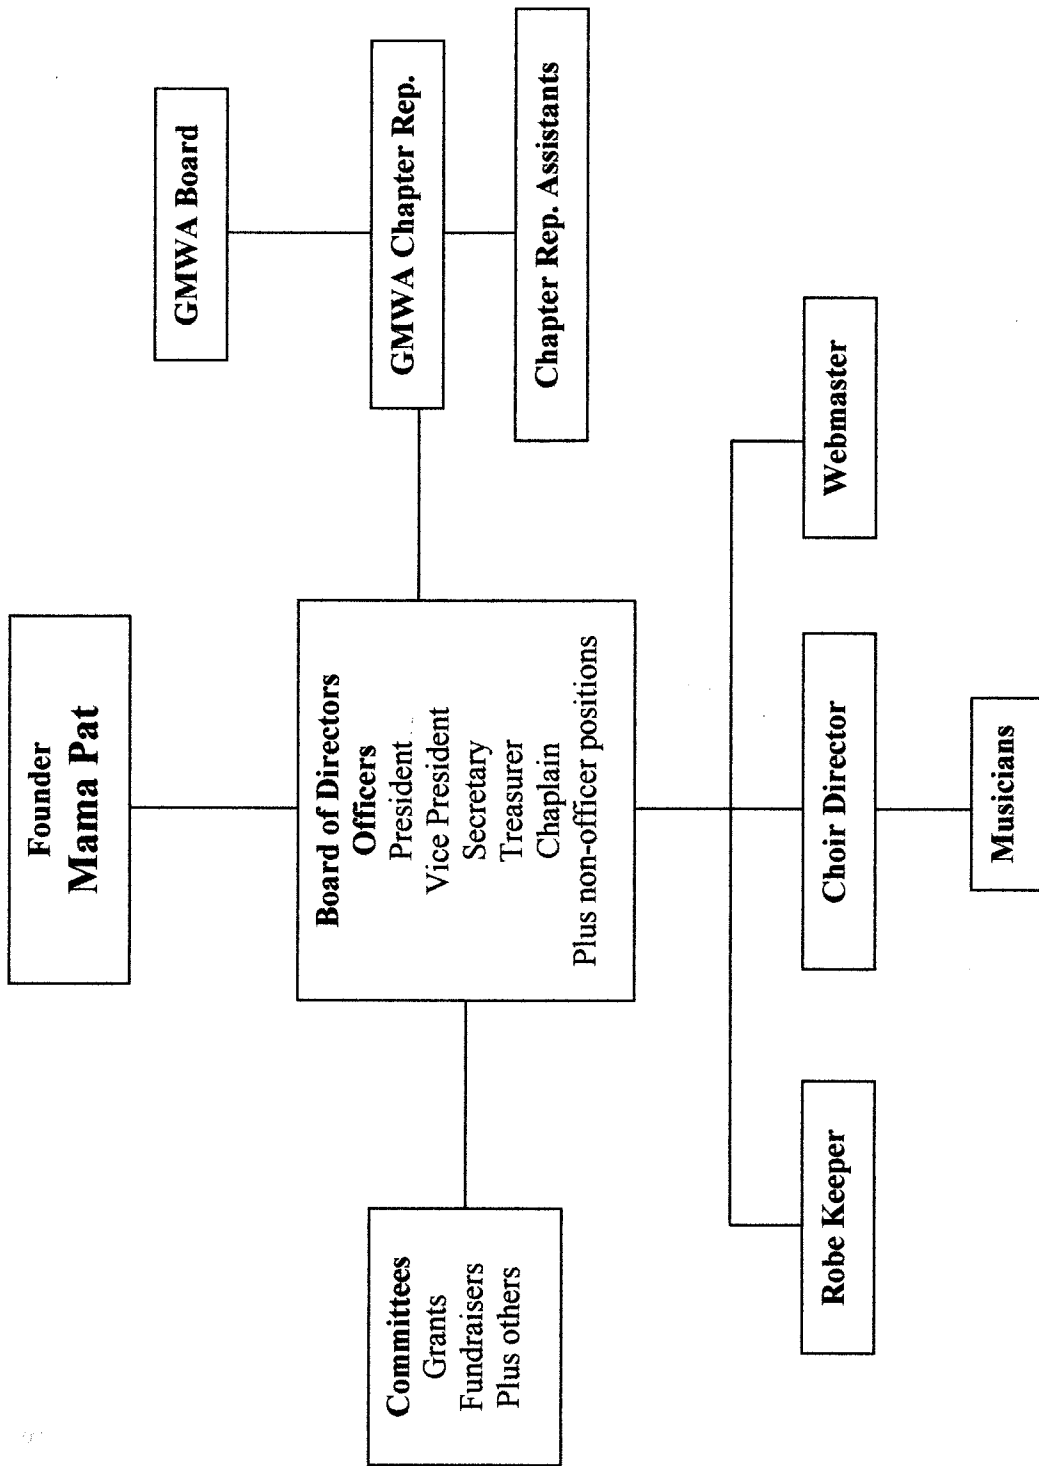 Founder
Mama Pat
GMWA Board
Board of Directors
Officers
President
Vice President
Secretary
Treasurer
Chaplain
Plus non-officer positions
Committees
Grants
Fundraisers
Plus others
GMWA Chapter Rep.
Chapter Rep. Assistants
Robe Keeper
Choir Director
Webmaster
Musicians